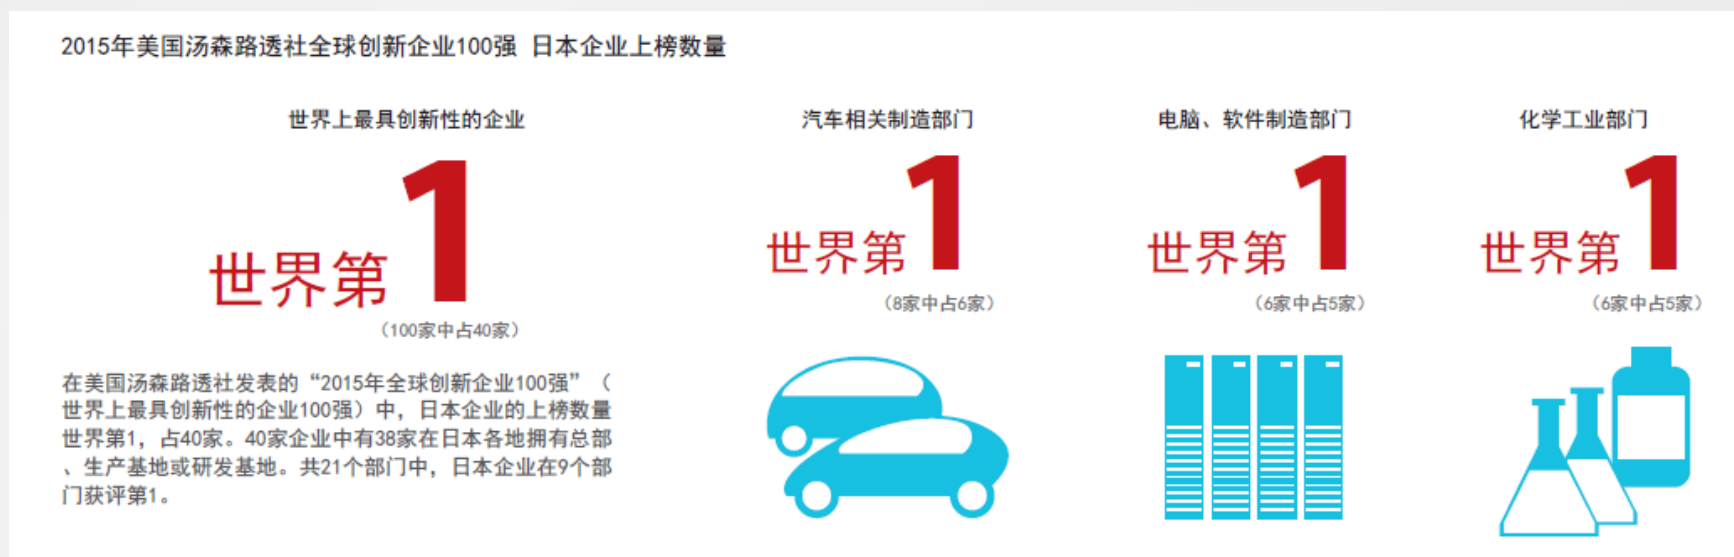 2015年美国汤森路透社全球创新企业100强 日本企业上榜数量
世界上最具创新性的企业
世界第1
（100家中占40家）
在美国汤森路透社发表的“2015年全球创新企业100强”（
世界上最具创新性的企业100强）中，日本企业的上榜数量
世界第1，占40家。40家企业中有38家在日本各地拥有总部
、生产基地或研发基地。共21个部门中，日本企业在9个部
门获评第1。
汽车相关制造部门
世界第1
（8家中占6家）
电脑、软件制造部门
世界第1
（6家中占5家）
化学工业部门
世界第1
（6家中占5家）